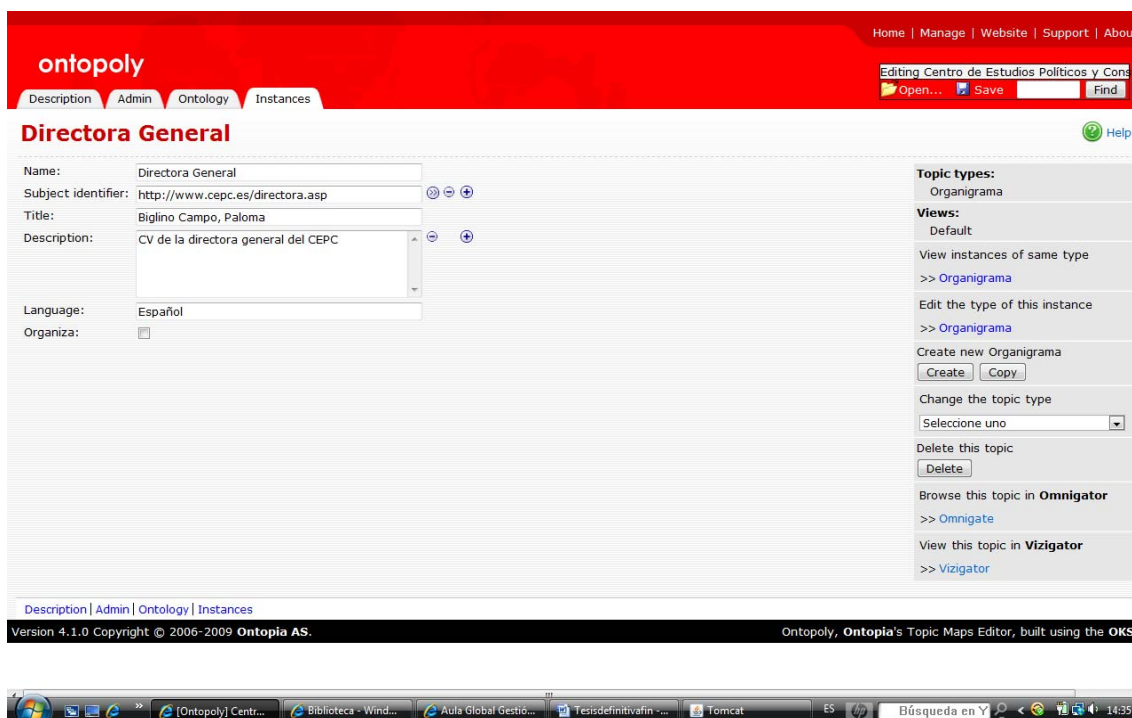 Home | Manage | Website | Support | Abou
ontopoly
Editing Centro de Estudios Políticos y Cons
Open... Save Find
Description Admin Ontology Instances
Directora General
Help
Name: Directora General
Subject identifier: http://www.cepc.es/directora.asp
Title: Biglino Campo, Paloma
Description: CV de la directora general del CEPC
Language: Español
Organiza:
Topic types:
Organigrama
Views:
Default
View instances of same type
>> Organigrama
Edit the type of this instance
>> Organigrama
Create new Organigrama
Create Copy
Change the topic type
Seleccione uno
Delete this topic
Delete
Browse this topic in Omnigator
>> Omnigate
View this topic in Vizigator
>> Vizigator
Description | Admin | Ontology | Instances
Version 4.1.0 Copyright © 2006-2009 Ontopia AS. Ontopoly, Ontopia's Topic Maps Editor, built using the OKS
[Ontopoly] Centr... Biblioteca - Wind... Aula Global Gestió... Tesisdefinitivafin -... Tomcat ES hp Búsqueda en Y 14:35